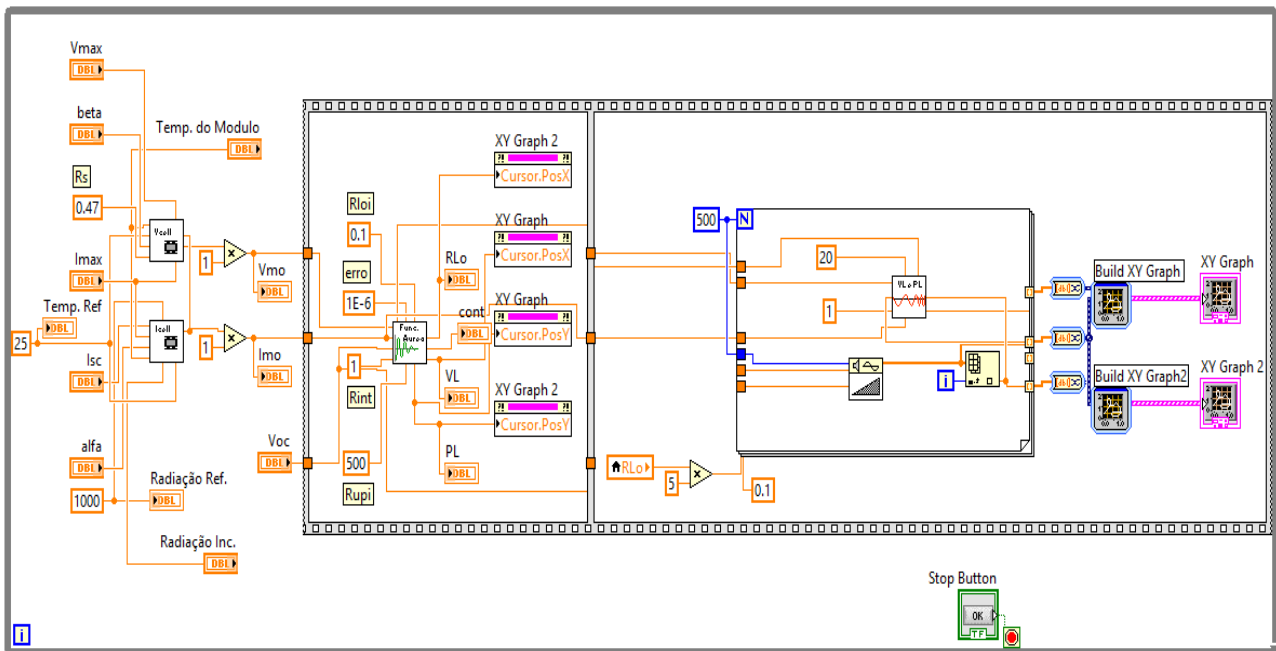 Vmax
DBL
beta
DBL
Temp. do Modulo
DBL
Rs
0.47
Vcell
1
x
Vmo
DBL
Imax
DBL
Temp. Ref
DBL
25
Icell
1
x
Imo
DBL
Isc
DBL
alfa
DBL
1000
Radiação Ref.
DBL
Radiação Inc.
DBL
Voc
DBL
XY Graph 2
Cursor.PosX
Rloi
0.1
XY Graph
Cursor.PosX
RLo
DBL
erro
1E-6
XY Graph
Cursor.PosY
cont
DBL
Func.
1
VL
DBL
XY Graph 2
Cursor.PosY
Rint
500
PL
DBL
Rupi
500
N
20
VL e PL
1
i
RLo
5
x
0.1
Build XY Graph
XY Graph
Build XY Graph2
XY Graph 2
Stop Button
OK
TF
i